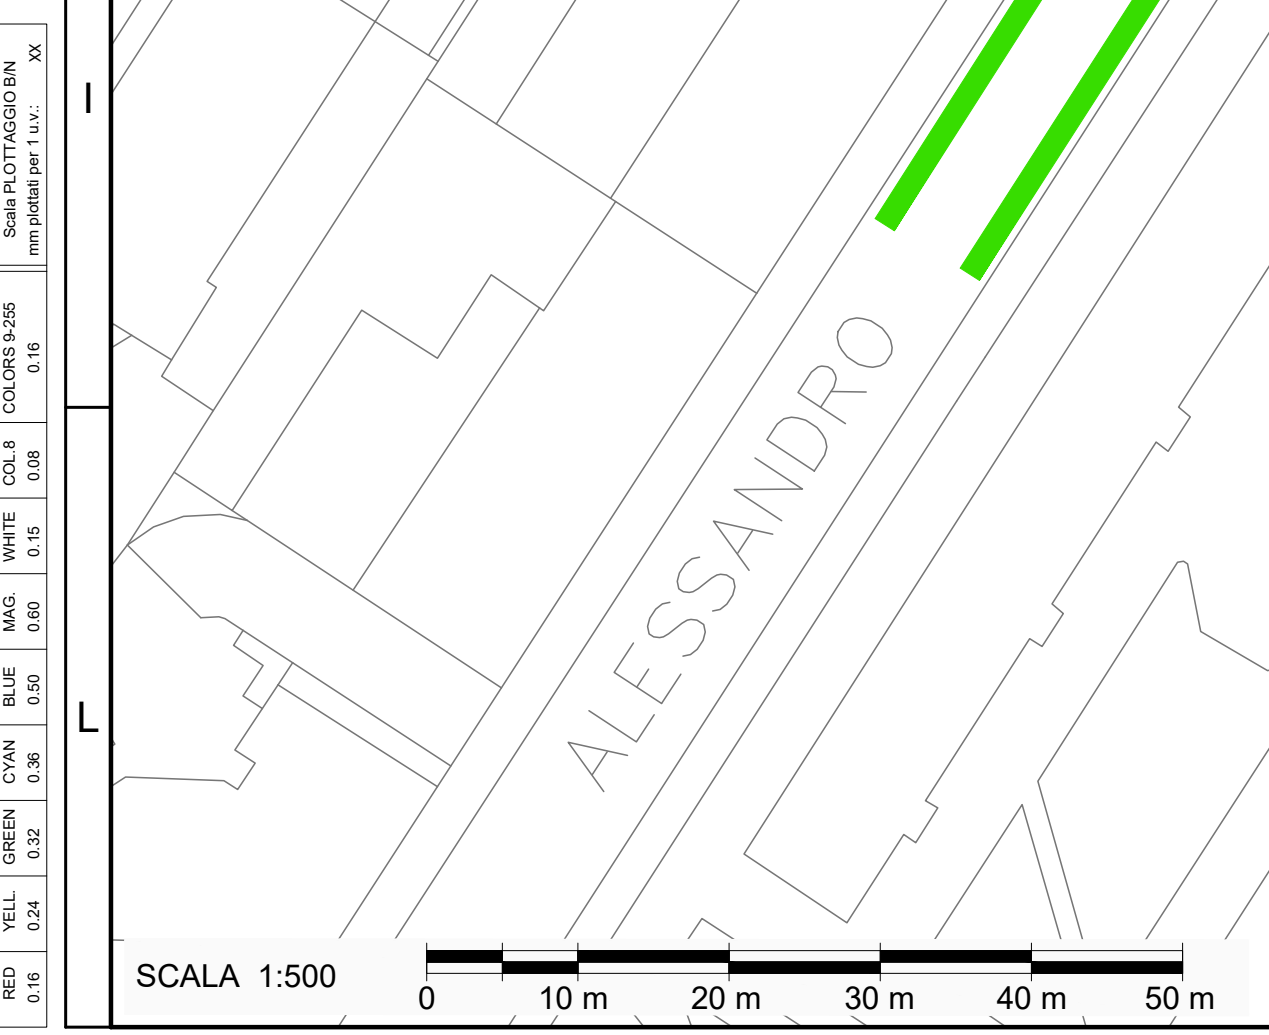 Scala PLOTTAGGIO B/N
mm plottati per 1 u.v.: XX
COLORS 9-255
0.16
COL.8
0.08
WHITE
0.15
MAG.
0.60
BLUE
0.50
CYAN
0.36
GREEN
0.32
YELL.
0.24
RED
0.16
I
L
ALESSANDRO
SCALA 1:500
0 10 m 20 m 30 m 40 m 50 m